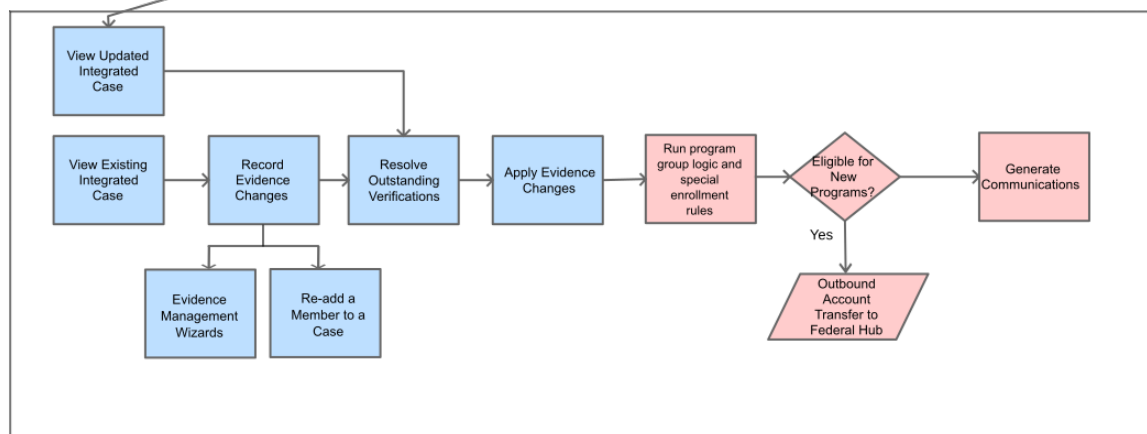 View Updated
Integrated
Case
View Existing
Integrated
Case
Record
Evidence
Changes
Resolve
Outstanding
Verifications
Apply Evidence
Changes
Run program
group logic and
special
enrollment
rules
Eligible for
New
Programs?
Generate
Communications
Yes
Evidence
Management
Wizards
Re-add a
Member to a
Case
Outbound
Account
Transfer to
Federal Hub